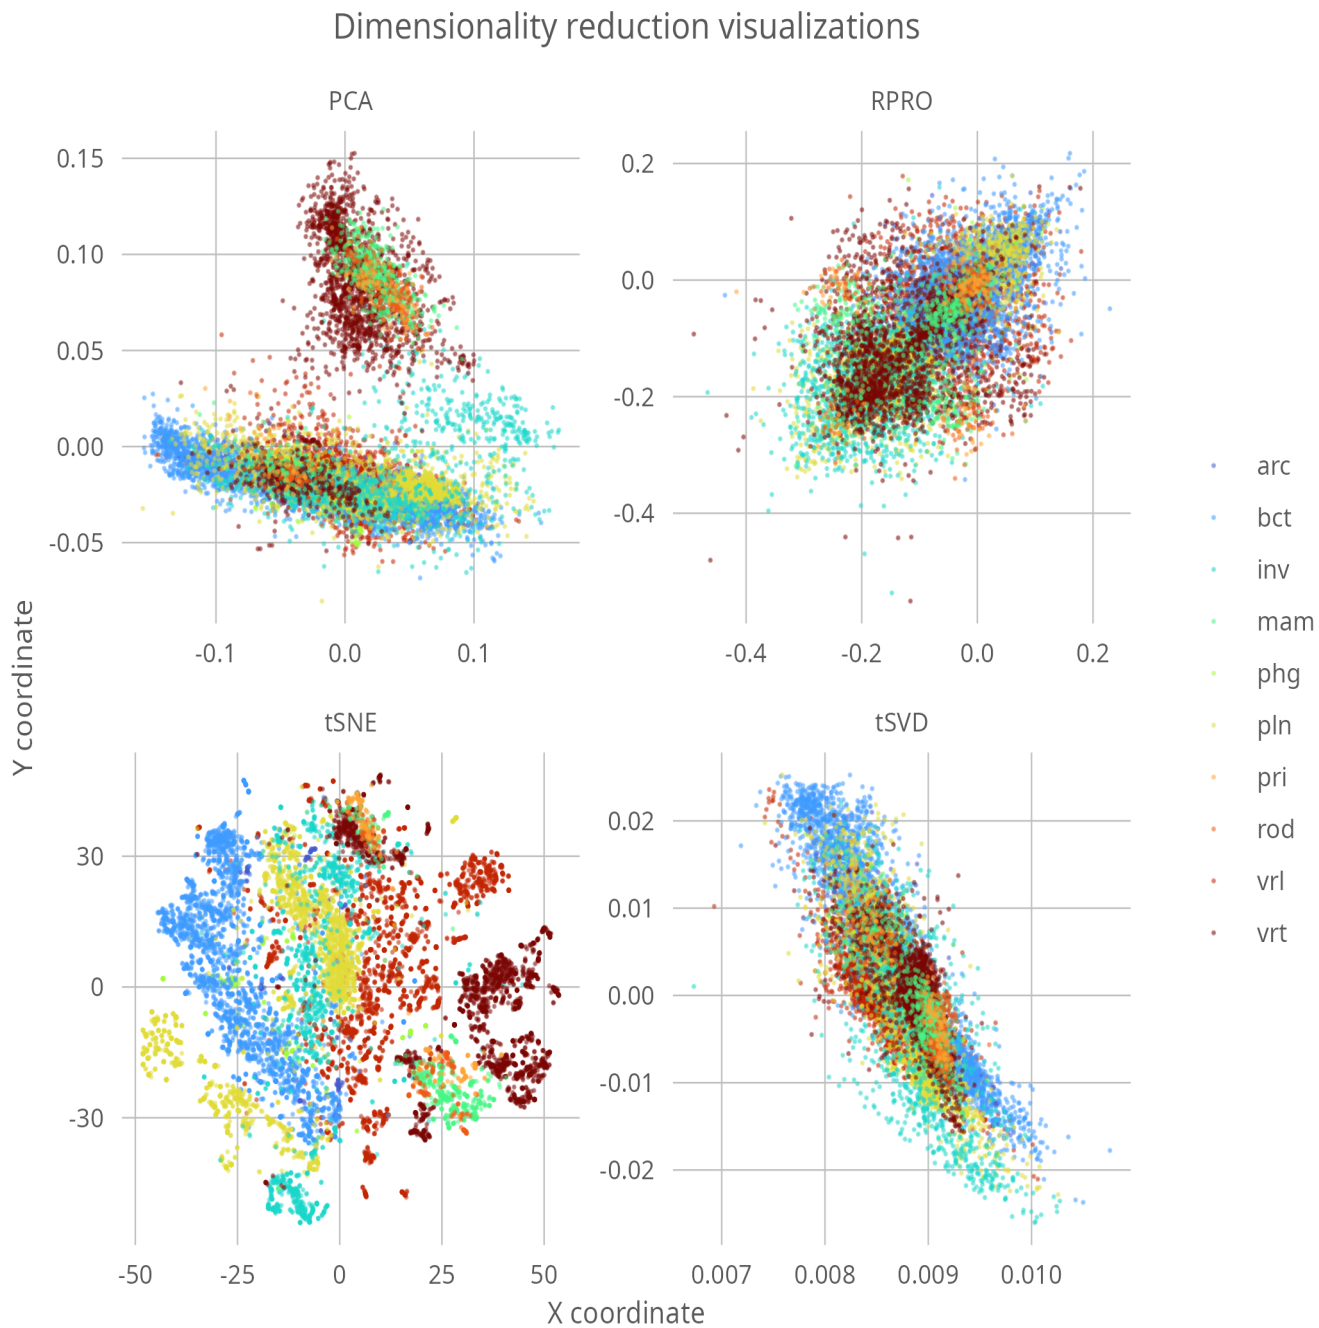 Dimensionality reduction visualizations
PCA
RPRO
0.15
0.10
0.05
0.00
-0.05
-0.1 0.0 0.1
0.2
0.0
-0.2
-0.4
-0.4 -0.2 0.0 0.2
tSNE
tSVD
30
0
-30
-50 -25 0 25 50
0.02
0.01
0.00
-0.01
-0.02
0.007 0.008 0.009 0.010
X coordinate
Y coordinate
arc
bct
inv
mam
phg
pln
pri
rod
vrl
vrt